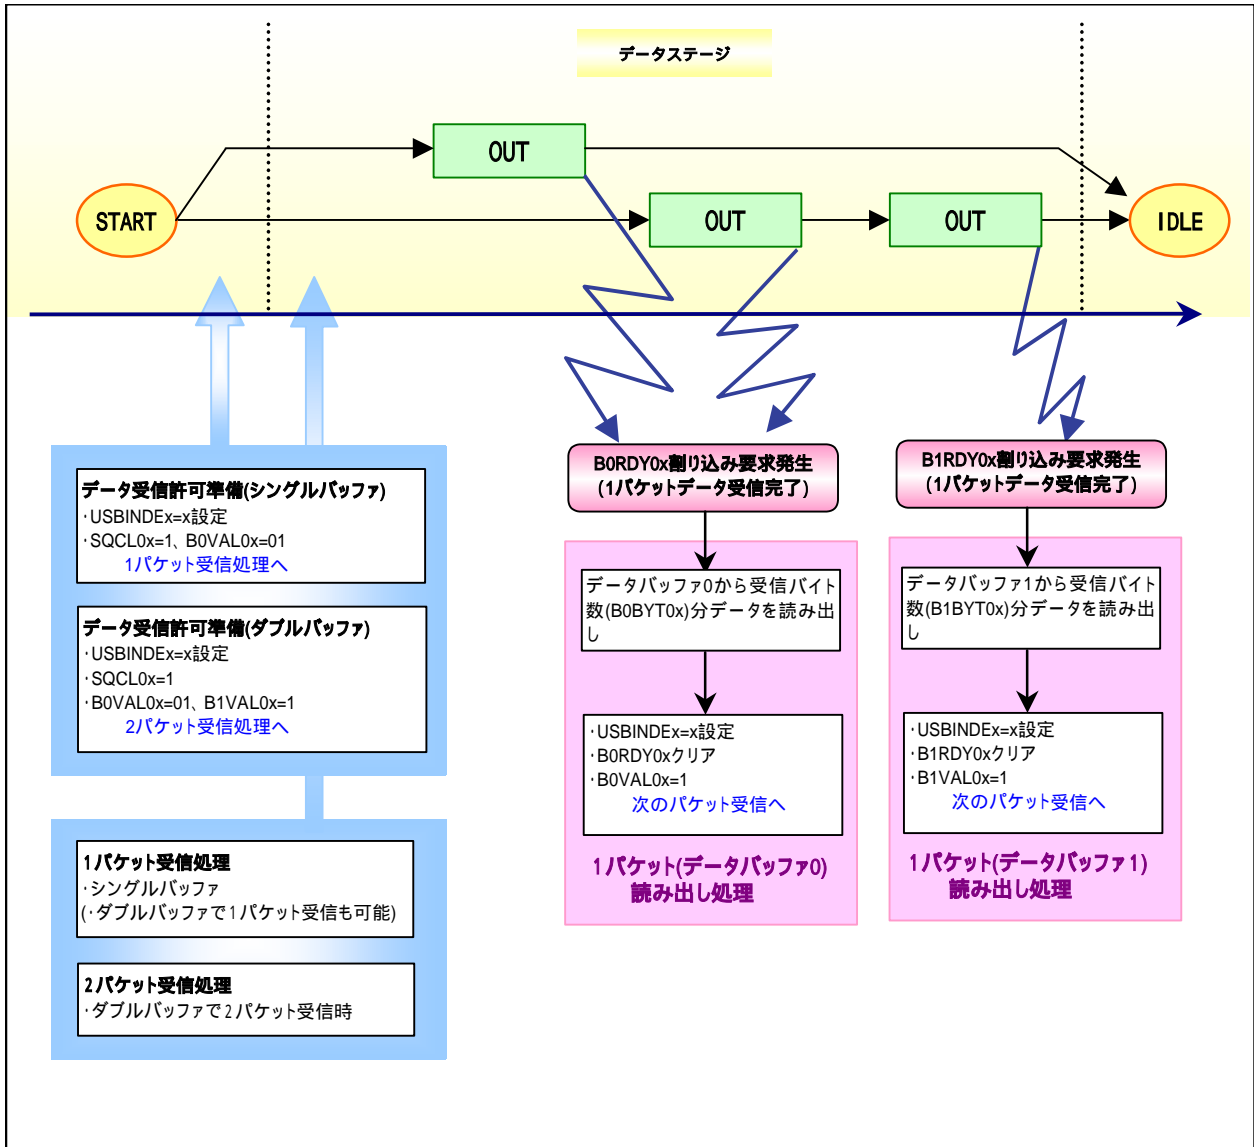 データステージ
OUT
START
OUT
OUT
IDLE
データ受信許可準備(シングルバッファ)
・USBINDEx=x設定
・SQCL0x=1、B0VAL0x=01
1パケット受信処理へ
データ受信許可準備(ダブルバッファ)
・USBINDEx=x設定
・SQCL0x=1
・B0VAL0x=01、B1VAL0x=1
2パケット受信処理へ
1パケット受信処理
・シングルバッファ
(・ダブルバッファで1パケット受信も可能)
2パケット受信処理
・ダブルバッファで2パケット受信時
B0RDY0x割り込み要求発生
(1パケットデータ受信完了)
データバッファ0から受信バイト
数(B0BYT0x)分データを読み出
し
・USBINDEx=x設定
・B0RDY0xクリア
・B0VAL0x=1
次のパケット受信へ
1パケット(データバッファ0)
読み出し処理
B1RDY0x割り込み要求発生
(1パケットデータ受信完了)
データバッファ1から受信バイト
数(B1BYT0x)分データを読み出
し
・USBINDEx=x設定
・B1RDY0xクリア
・B1VAL0x=1
次のパケット受信へ
1パケット(データバッファ1)
読み出し処理